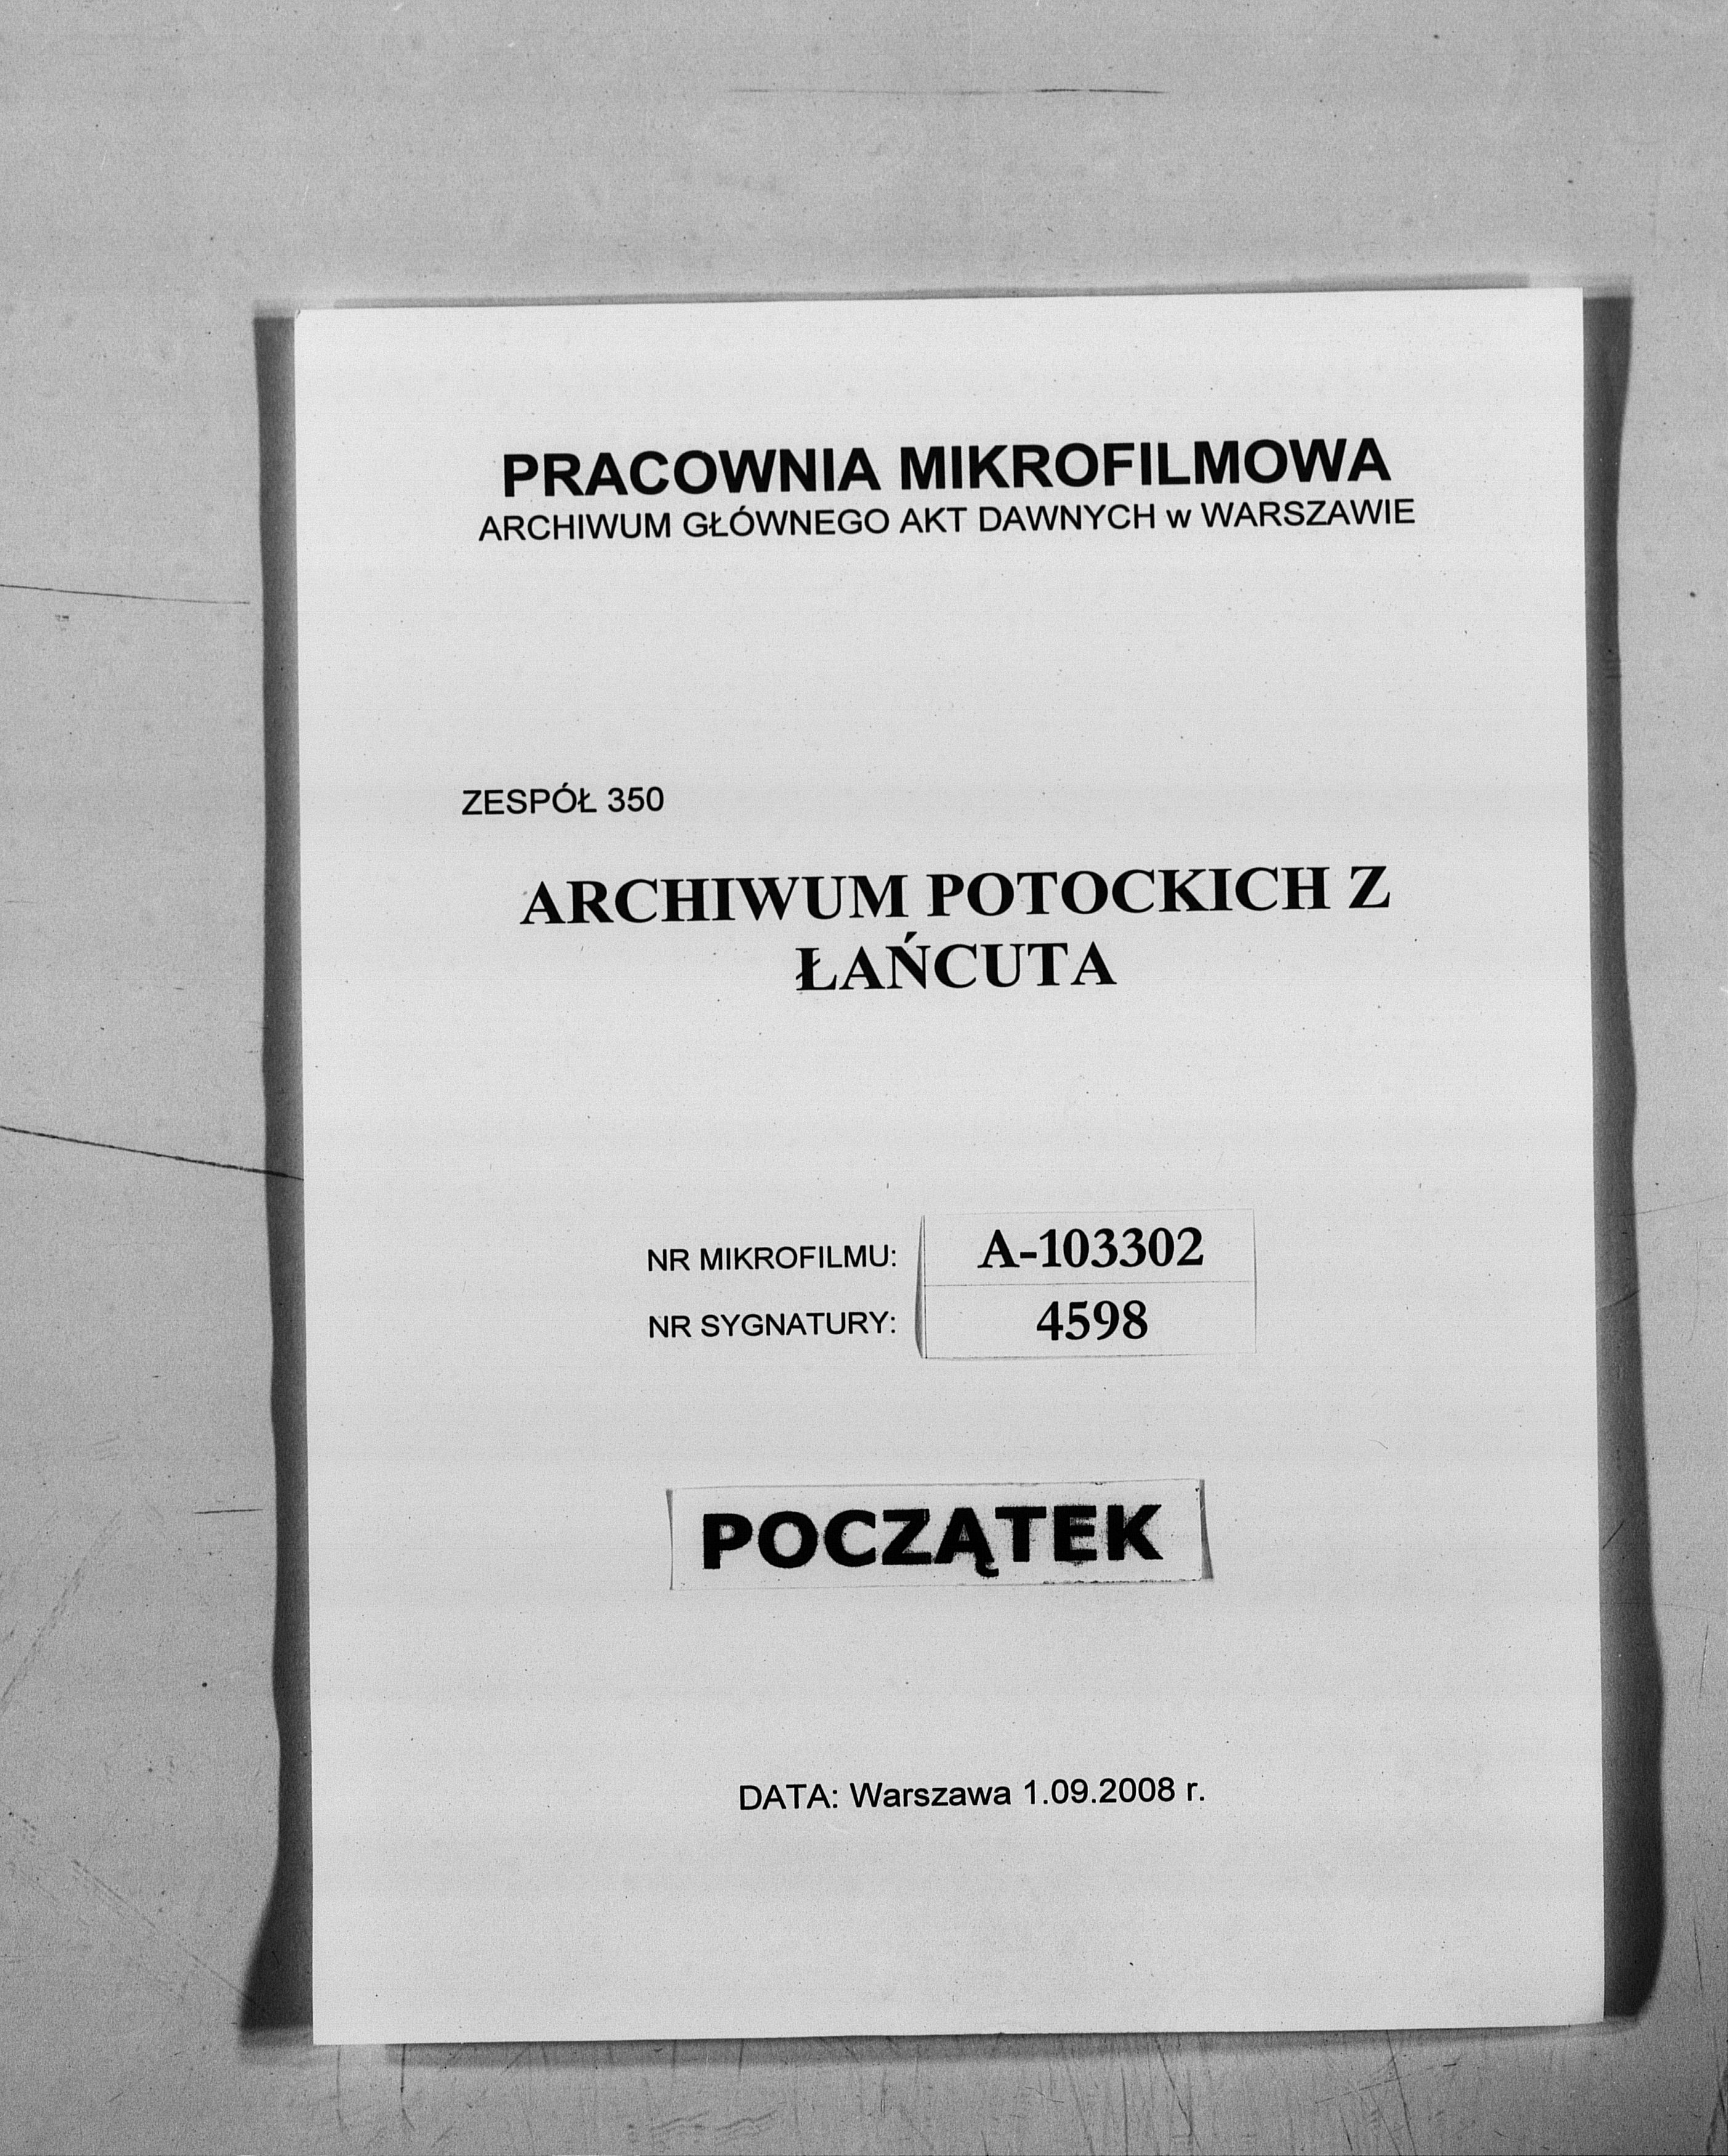 PRACOWNIA MIKROFILMOWA
ARCHIWUM GŁÓWNEGO AKT DAWNYCH w WARSZAWIE
ZESPÓŁ 350
ARCHIWUM POTOCKICH Z
ŁAŃCUTA
NR MIKROFILMU: A-103302
NR SYGNATURY: 4598
POCZĄTEK
DATA: Warszawa 1.09.2008 r.